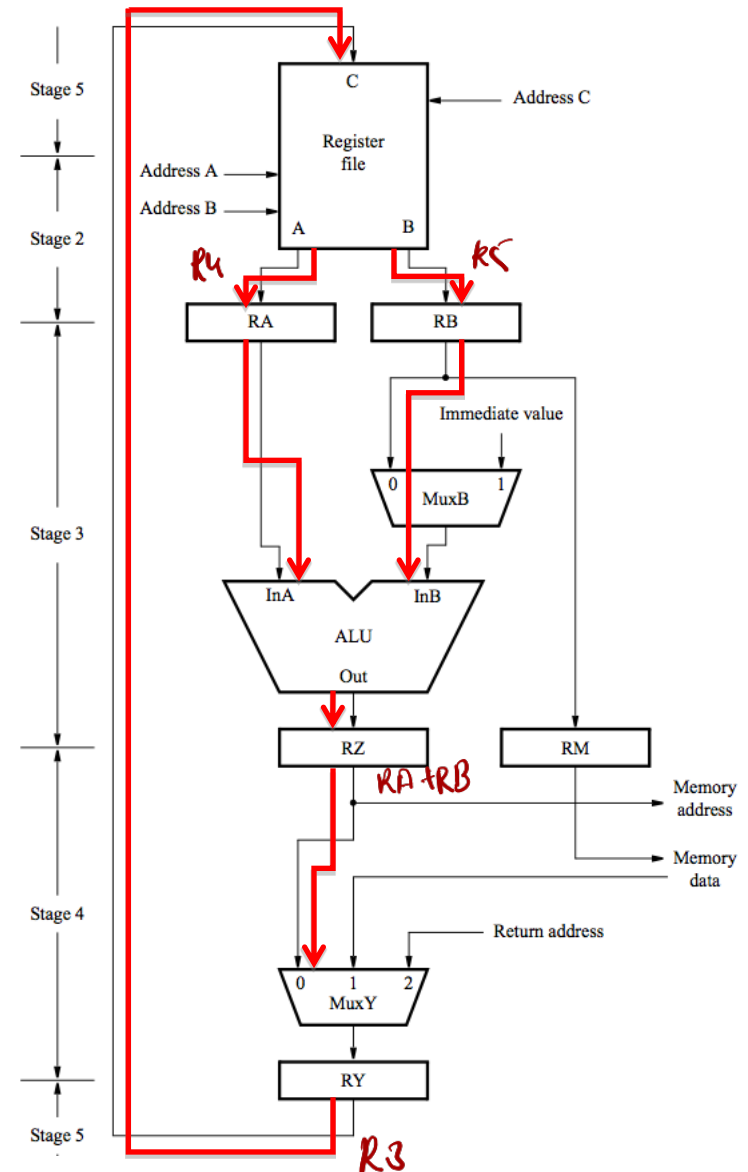 C
Stage 5
Address C
Register
file
Address A
Address B
Stage 2
A
B
R4
R5
RA
RB
Immediate value
0
1
MuxB
Stage 3
InA
InB
ALU
Out
RZ
RM
RA+RB
Memory
address
Memory
data
Stage 4
Return address
0
1
2
MuxY
RY
Stage 5
R3